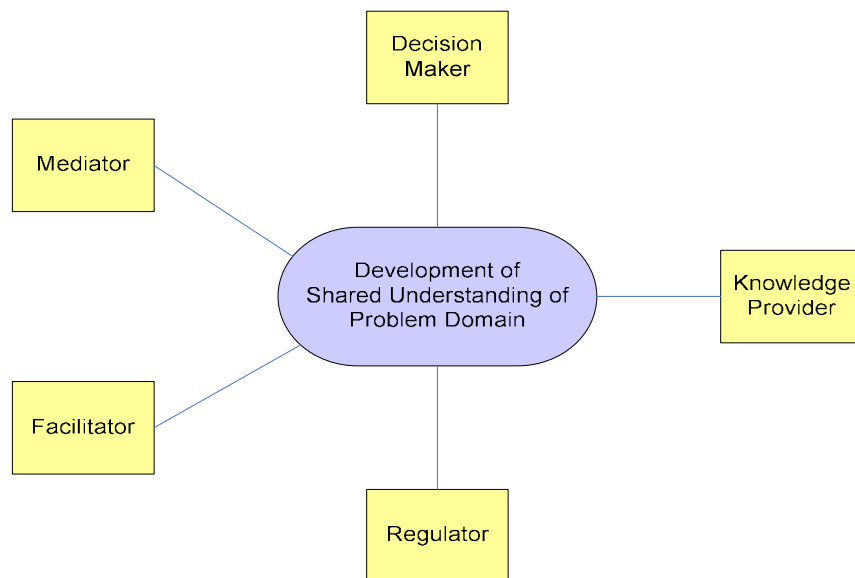 Decision
Maker
Mediator
Development of
Shared Understanding of
Problem Domain
Knowledge
Provider
Facilitator
Regulator